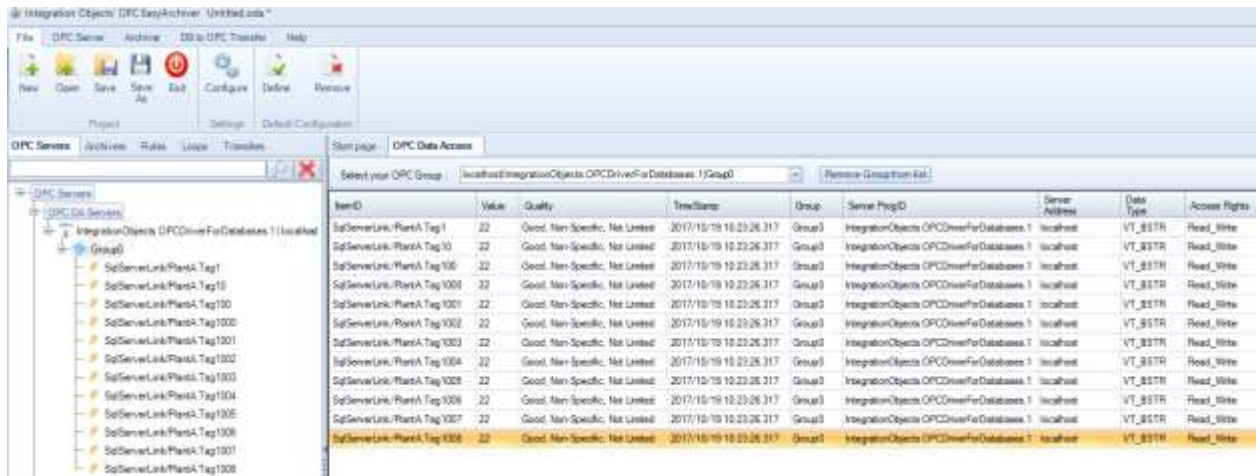 Integration Objects' OPC EasyArchiver Untitled.oda *
File OPC Server Archive DB to OPC Transfer Help
New Open Save Save As Exit Configure Define Remove
Project Settings Default Configuration
OPC Servers Archives Rules Loops Transfers Start page OPC Data Access
Select your OPC Group localhost\IntegrationObjects.OPCDriverForDatabases.1\Group0 Remove Group from list
OPC Servers
OPC DA Servers
IntegrationObjects.OPCDriverForDatabases.1\localhost
Group0
SqlServerLink/PlantA.Tag1
SqlServerLink/PlantA.Tag10
SqlServerLink/PlantA.Tag100
SqlServerLink/PlantA.Tag1000
SqlServerLink/PlantA.Tag1001
SqlServerLink/PlantA.Tag1002
SqlServerLink/PlantA.Tag1003
SqlServerLink/PlantA.Tag1004
SqlServerLink/PlantA.Tag1005
SqlServerLink/PlantA.Tag1006
SqlServerLink/PlantA.Tag1007
SqlServerLink/PlantA.Tag1008
ItemID Value Quality TimeStamp Group Server ProgID Server Address Data Type Access Rights
SqlServerLink/PlantA.Tag1 22 Good, Non-Specific, Not Limited 2017/10/19 10:23:26.317 Group0 IntegrationObjects.OPCDriverForDatabases.1 localhost VT_BSTR Read_Write
SqlServerLink/PlantA.Tag10 22 Good, Non-Specific, Not Limited 2017/10/19 10:23:26.317 Group0 IntegrationObjects.OPCDriverForDatabases.1 localhost VT_BSTR Read_Write
SqlServerLink/PlantA.Tag100 22 Good, Non-Specific, Not Limited 2017/10/19 10:23:26.317 Group0 IntegrationObjects.OPCDriverForDatabases.1 localhost VT_BSTR Read_Write
SqlServerLink/PlantA.Tag1000 22 Good, Non-Specific, Not Limited 2017/10/19 10:23:26.317 Group0 IntegrationObjects.OPCDriverForDatabases.1 localhost VT_BSTR Read_Write
SqlServerLink/PlantA.Tag1001 22 Good, Non-Specific, Not Limited 2017/10/19 10:23:26.317 Group0 IntegrationObjects.OPCDriverForDatabases.1 localhost VT_BSTR Read_Write
SqlServerLink/PlantA.Tag1002 22 Good, Non-Specific, Not Limited 2017/10/19 10:23:26.317 Group0 IntegrationObjects.OPCDriverForDatabases.1 localhost VT_BSTR Read_Write
SqlServerLink/PlantA.Tag1003 22 Good, Non-Specific, Not Limited 2017/10/19 10:23:26.317 Group0 IntegrationObjects.OPCDriverForDatabases.1 localhost VT_BSTR Read_Write
SqlServerLink/PlantA.Tag1004 22 Good, Non-Specific, Not Limited 2017/10/19 10:23:26.317 Group0 IntegrationObjects.OPCDriverForDatabases.1 localhost VT_BSTR Read_Write
SqlServerLink/PlantA.Tag1005 22 Good, Non-Specific, Not Limited 2017/10/19 10:23:26.317 Group0 IntegrationObjects.OPCDriverForDatabases.1 localhost VT_BSTR Read_Write
SqlServerLink/PlantA.Tag1006 22 Good, Non-Specific, Not Limited 2017/10/19 10:23:26.317 Group0 IntegrationObjects.OPCDriverForDatabases.1 localhost VT_BSTR Read_Write
SqlServerLink/PlantA.Tag1007 22 Good, Non-Specific, Not Limited 2017/10/19 10:23:26.317 Group0 IntegrationObjects.OPCDriverForDatabases.1 localhost VT_BSTR Read_Write
SqlServerLink/PlantA.Tag1008 22 Good, Non-Specific, Not Limited 2017/10/19 10:23:26.317 Group0 IntegrationObjects.OPCDriverForDatabases.1 localhost VT_BSTR Read_Write